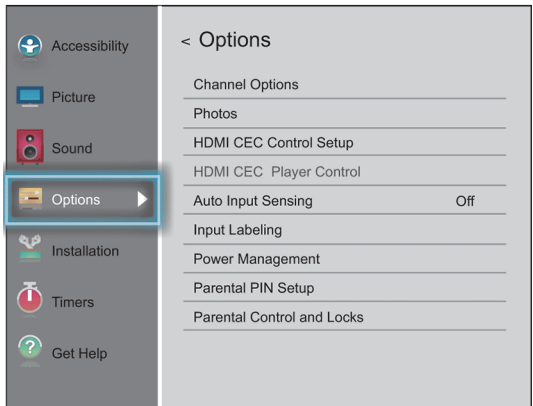 Accessibility
Picture
Sound
Options
Installation
Timers
Get Help
< Options
Channel Options
Photos
HDMI CEC Control Setup
HDMI CEC Player Control
Auto Input Sensing Off
Input Labeling
Power Management
Parental PIN Setup
Parental Control and Locks